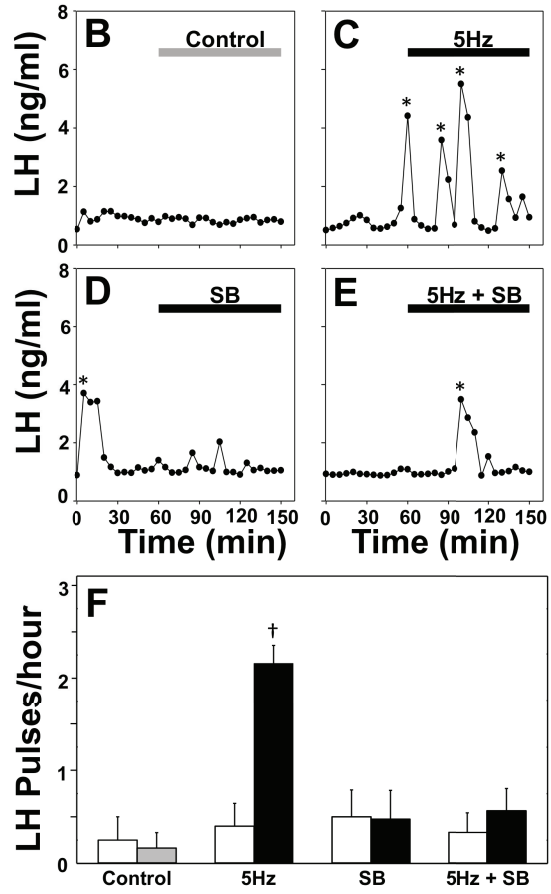 B
Control
C
5Hz
LH (ng/ml)
8
6
4
2
0
*
*
*
*
D
SB
E
5Hz + SB
LH (ng/ml)
8
6
4
2
0
*
*
0 30 60 90 120 150
0 30 60 90 120 150
Time (min)
Time (min)
F
LH Pulses/hour
3
2
1
0
†
Control 5Hz SB 5Hz + SB